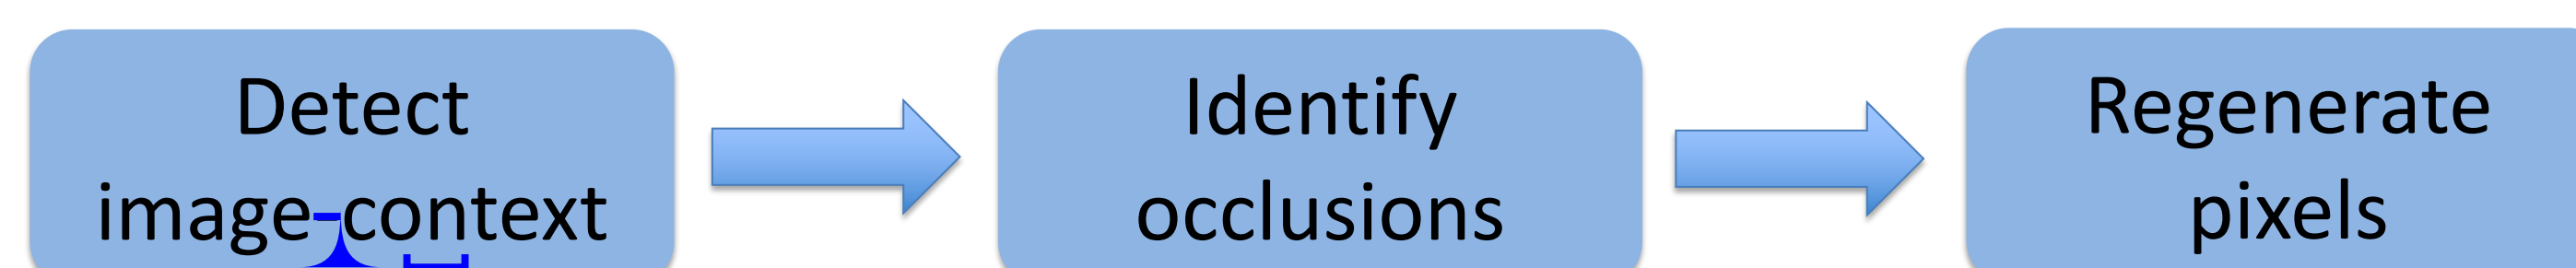 Detect
image-context
Identify
occlusions
Regenerate
pixels